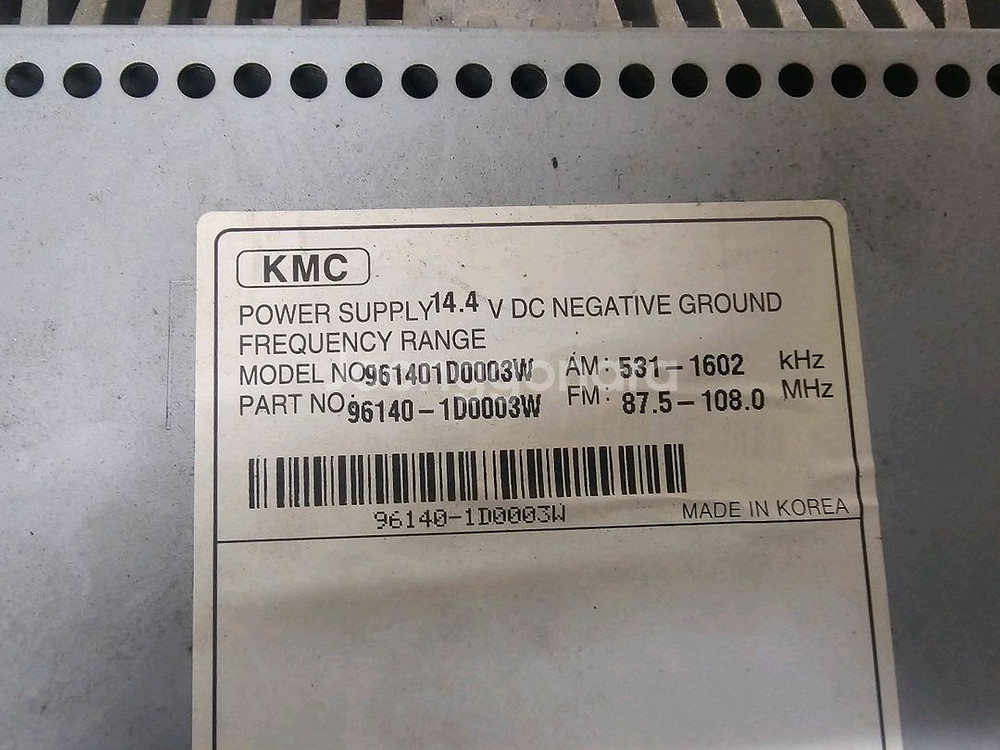 KMC
POWER SUPPLY 14.4 V DC NEGATIVE GROUND
FREQUENCY RANGE
MODEL NO: 961401D0003W AM: 531-1602 kHz
PART NO: 96140-1D0003W FM: 87.5-108.0 MHz
96140-1D0003W MADE IN KOREA